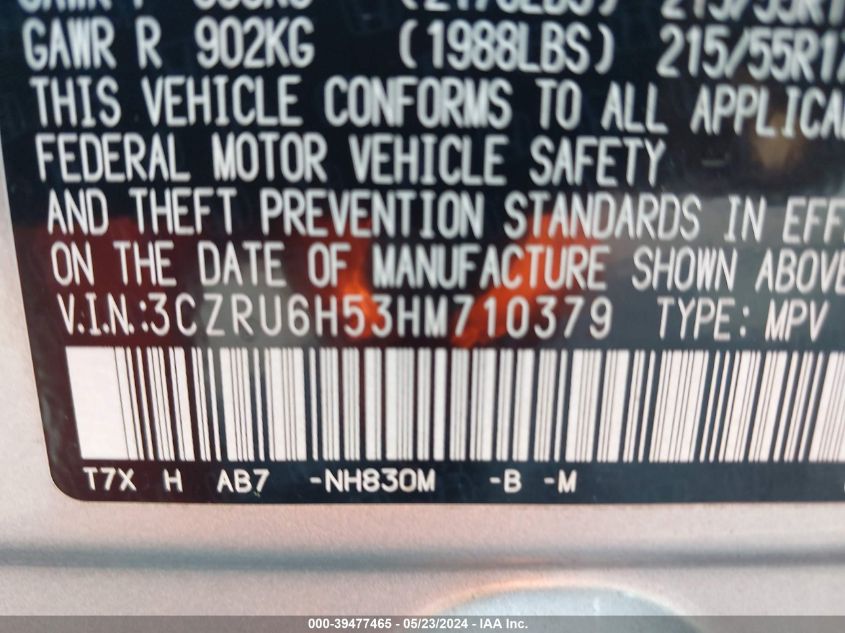 GAWR R 902KG (1988LBS) 215/55R17
THIS VEHICLE CONFORMS TO ALL APPLICA
FEDERAL MOTOR VEHICLE SAFETY
AND THEFT PREVENTION STANDARDS IN EFFE
ON THE DATE OF MANUFACTURE SHOWN ABOVE
V.I.N.:3CZRU6H53HM710379 TYPE: MPV
T7X H AB7 -NH830M -B -M
000-39477465 - 05/23/2024 - IAA Inc.